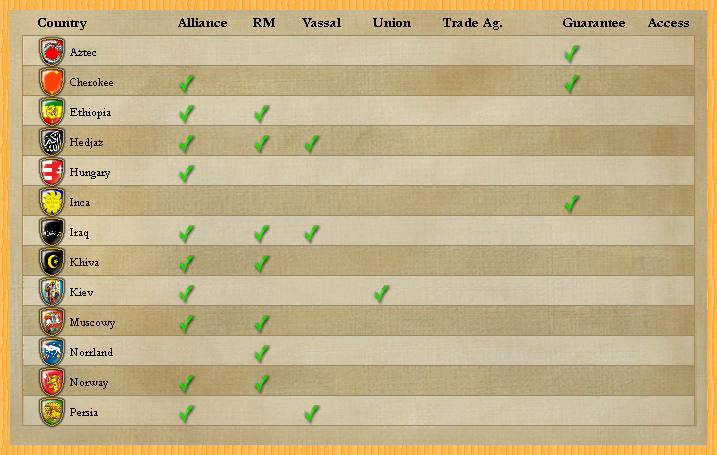 Country Alliance RM Vassal Union Trade Ag. Guarantee Access
Aztec
Cherokee
Ethiopia
Hedjaz
Hungary
Inca
Iraq
Khiva
Kiev
Muscowy
Norrland
Norway
Persia